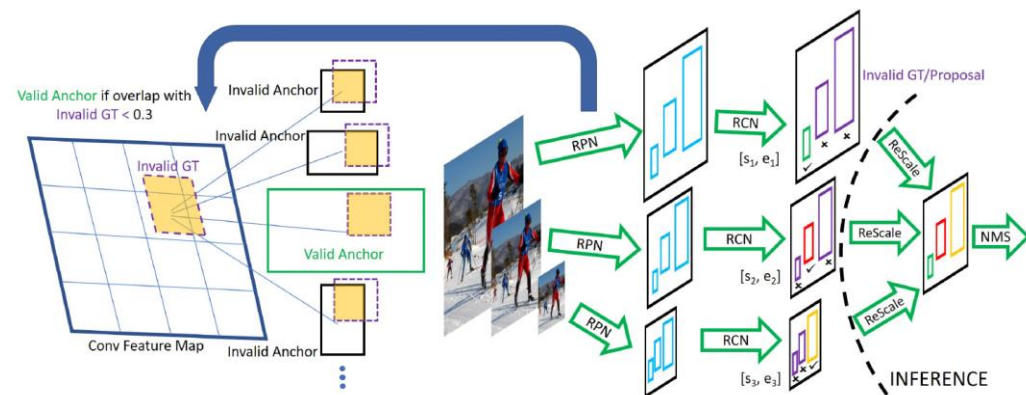 Valid Anchor if overlap with
Invalid GT < 0.3
Invalid GT
Conv Feature Map
Invalid Anchor
Invalid Anchor
Valid Anchor
Invalid Anchor
RPN
RPN
RPN
RCN
[s₁, e₁]
RCN
[s₂, e₂]
RCN
[s₃, e₃]
Invalid GT/Proposal
ReScale
ReScale
ReScale
NMS
INFERENCE